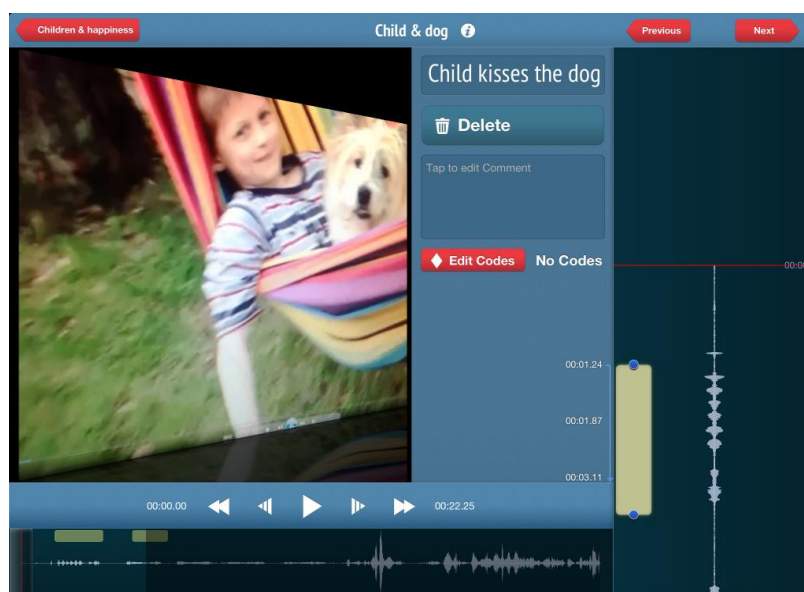 Children & happiness
Child & dog i
Previous
Next
Child kisses the dog
Delete
Tap to edit Comment
Edit Codes No Codes
00:01.24
00:01.87
00:03.11
00:00.00
00:22.25